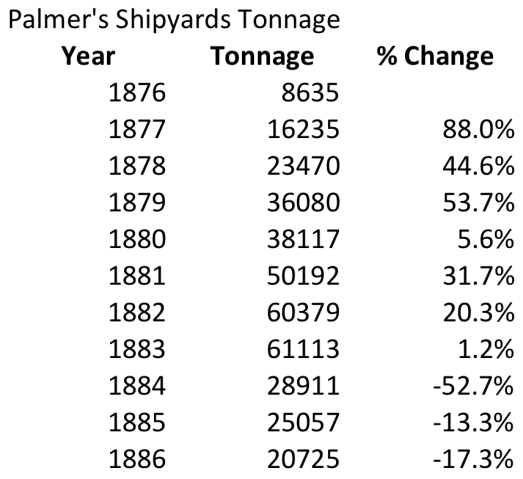 Palmer's Shipyards Tonnage
Year Tonnage % Change
1876 8635
1877 16235 88.0%
1878 23470 44.6%
1879 36080 53.7%
1880 38117 5.6%
1881 50192 31.7%
1882 60379 20.3%
1883 61113 1.2%
1884 28911 -52.7%
1885 25057 -13.3%
1886 20725 -17.3%